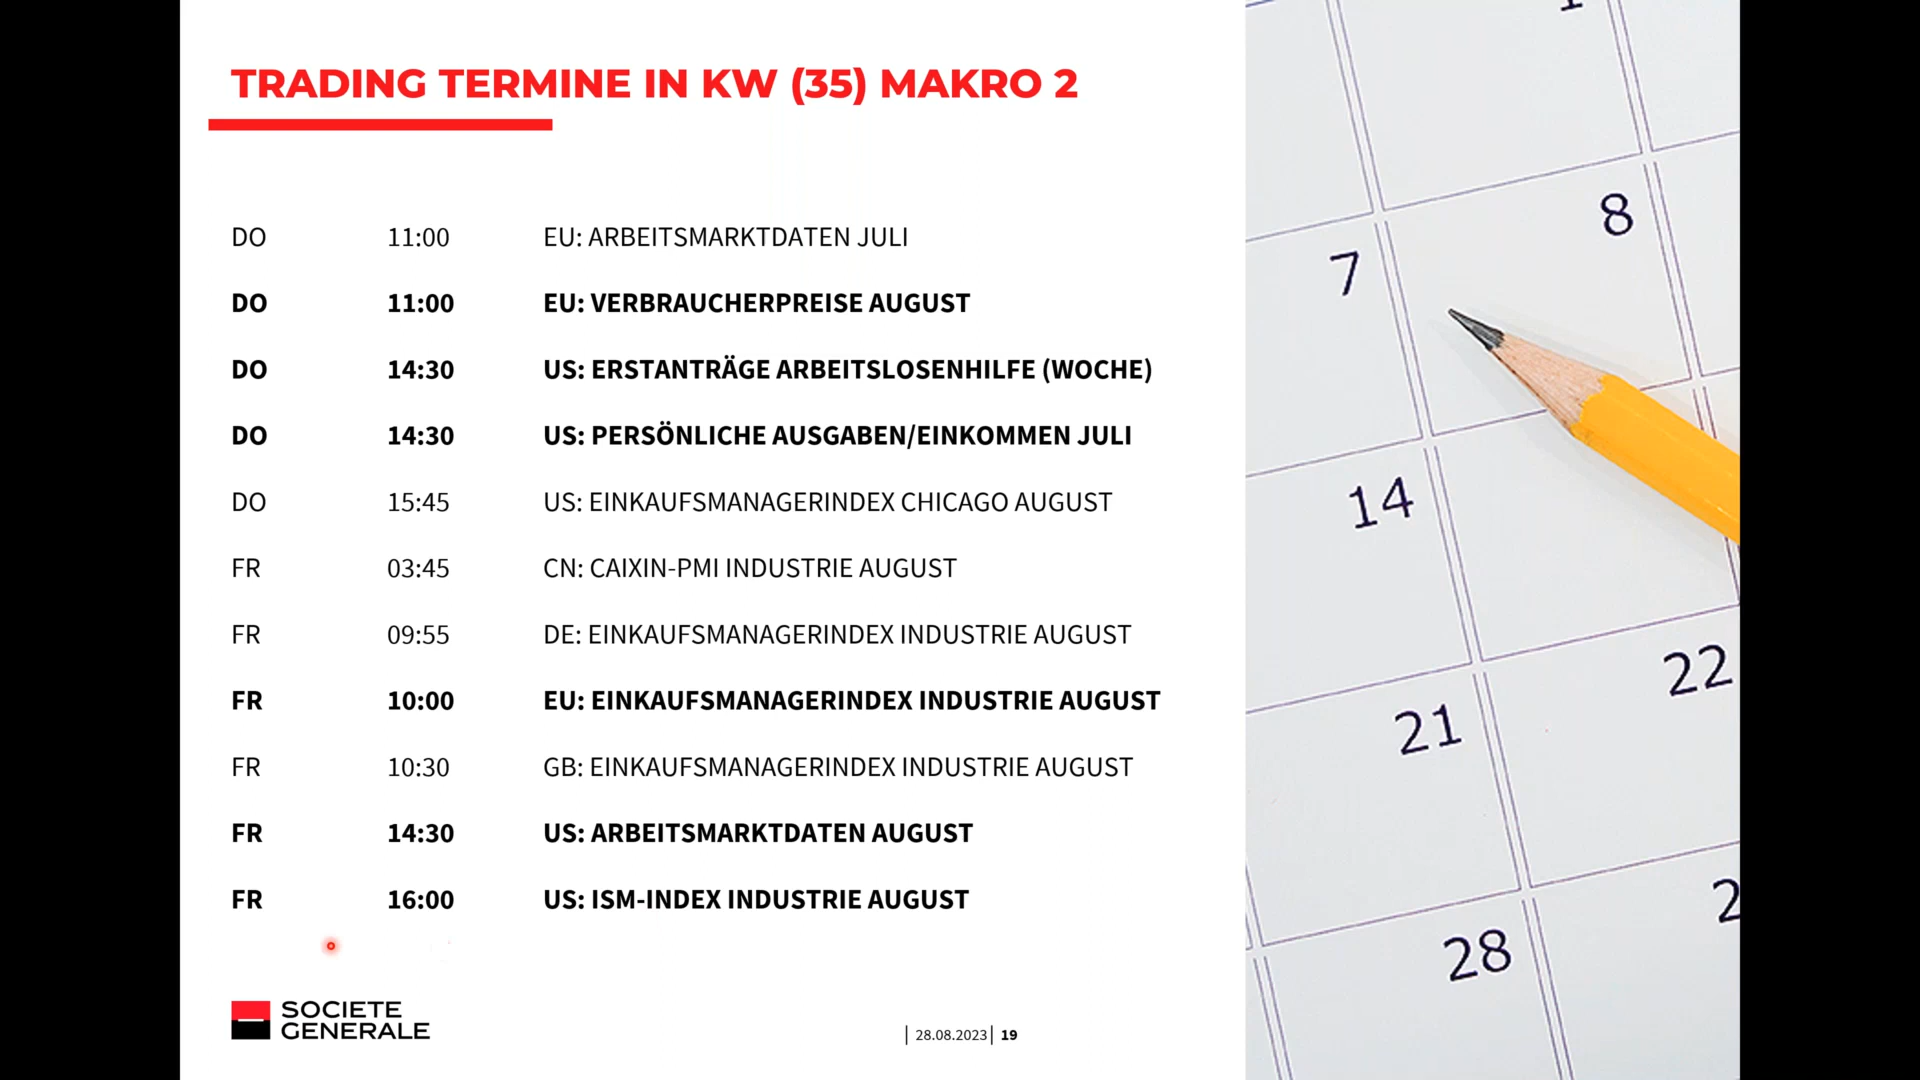 TRADING TERMINE IN KW (35) MAKRO 2
DO 11:00 EU: ARBEITSMARKTDATEN JULI
DO 11:00 EU: VERBRAUCHERPREISE AUGUST
DO 14:30 US: ERSTANTRÄGE ARBEITSLOSENHILFE (WOCHE)
DO 14:30 US: PERSÖNLICHE AUSGABEN/EINKOMMEN JULI
DO 15:45 US: EINKAUFSMANAGERINDEX CHICAGO AUGUST
FR 03:45 CN: CAIXIN-PMI INDUSTRIE AUGUST
FR 09:55 DE: EINKAUFSMANAGERINDEX INDUSTRIE AUGUST
FR 10:00 EU: EINKAUFSMANAGERINDEX INDUSTRIE AUGUST
FR 10:30 GB: EINKAUFSMANAGERINDEX INDUSTRIE AUGUST
FR 14:30 US: ARBEITSMARKTDATEN AUGUST
FR 16:00 US: ISM-INDEX INDUSTRIE AUGUST
SOCIETE
GENERALE
| 28.08.2023 | 19
1
7 8
14
21 22
28 2